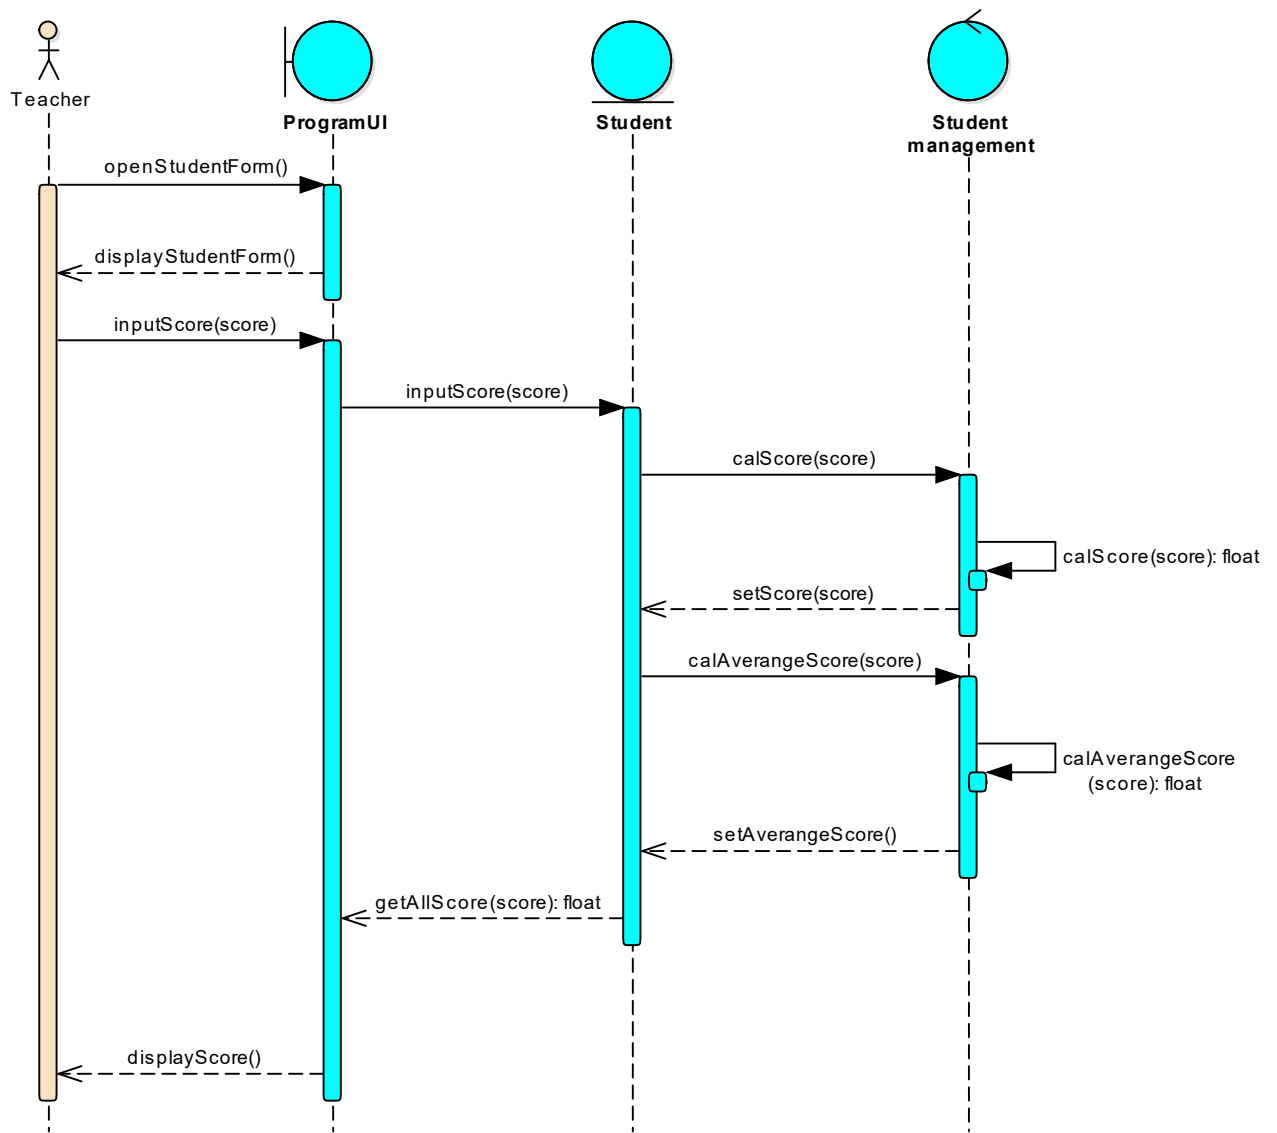 Teacher
ProgramUI
Student
Student
management
openStudentForm()
displayStudentForm()
inputScore(score)
inputScore(score)
calScore(score)
calScore(score): float
setScore(score)
calAverangeScore(score)
calAverangeScore
(score): float
setAverangeScore()
getAllScore(score): float
displayScore()